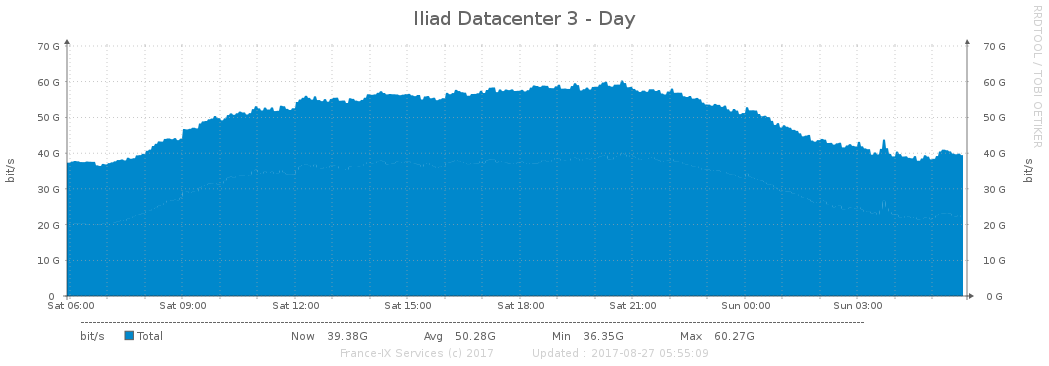 Iliad Datacenter 3 - Day
RRDTOOL / TOBI OETIKER
bit/s
bit/s
70 G 70 G
60 G 60 G
50 G 50 G
40 G 40 G
30 G 30 G
20 G 20 G
10 G 10 G
0 0 G
Sat 06:00 Sat 09:00 Sat 12:00 Sat 15:00 Sat 18:00 Sat 21:00 Sun 00:00 Sun 03:00
bit/s Total Now 39.38G Avg 50.28G Min 36.35G Max 60.27G
France-IX Services (c) 2017 Updated : 2017-08-27 05:55:09